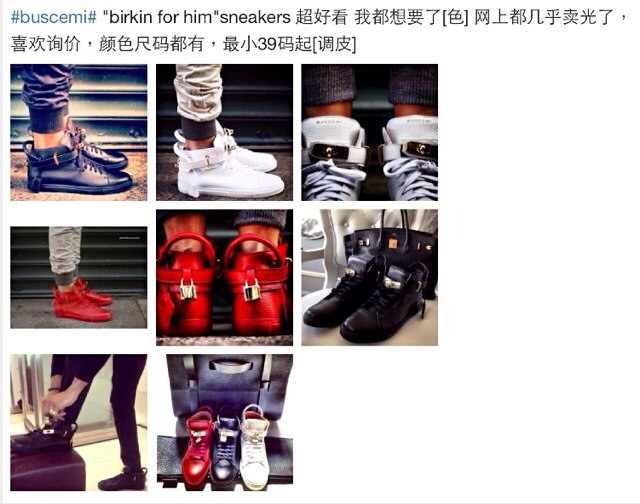 #buscemi# "birkin for him"sneakers 超好看 我都想要了[色] 网上都几乎卖光了，
喜欢询价，颜色尺码都有，最小39码起[调皮]